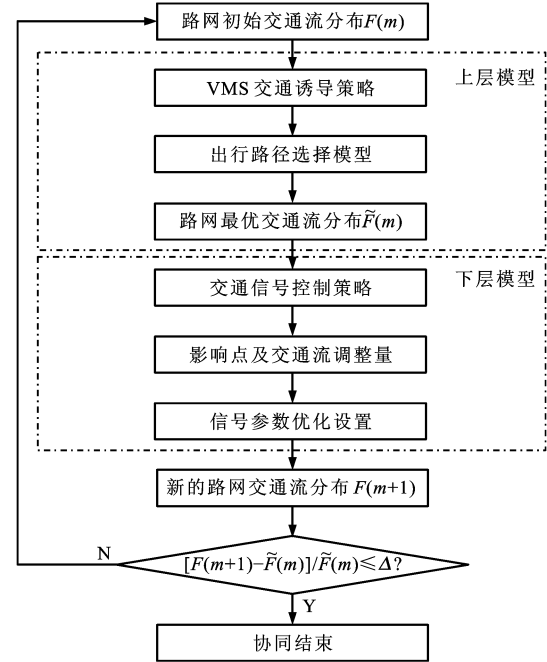 路网初始交通流分布F(m)
上层模型
VMS交通诱导策略
出行路径选择模型
路网最优交通流分布F̃(m)
下层模型
交通信号控制策略
影响点及交通流调整量
信号参数优化设置
新的路网交通流分布F(m+1)
N
[F(m+1)−F̃(m)]/F̃(m)≤Δ?
Y
协同结束